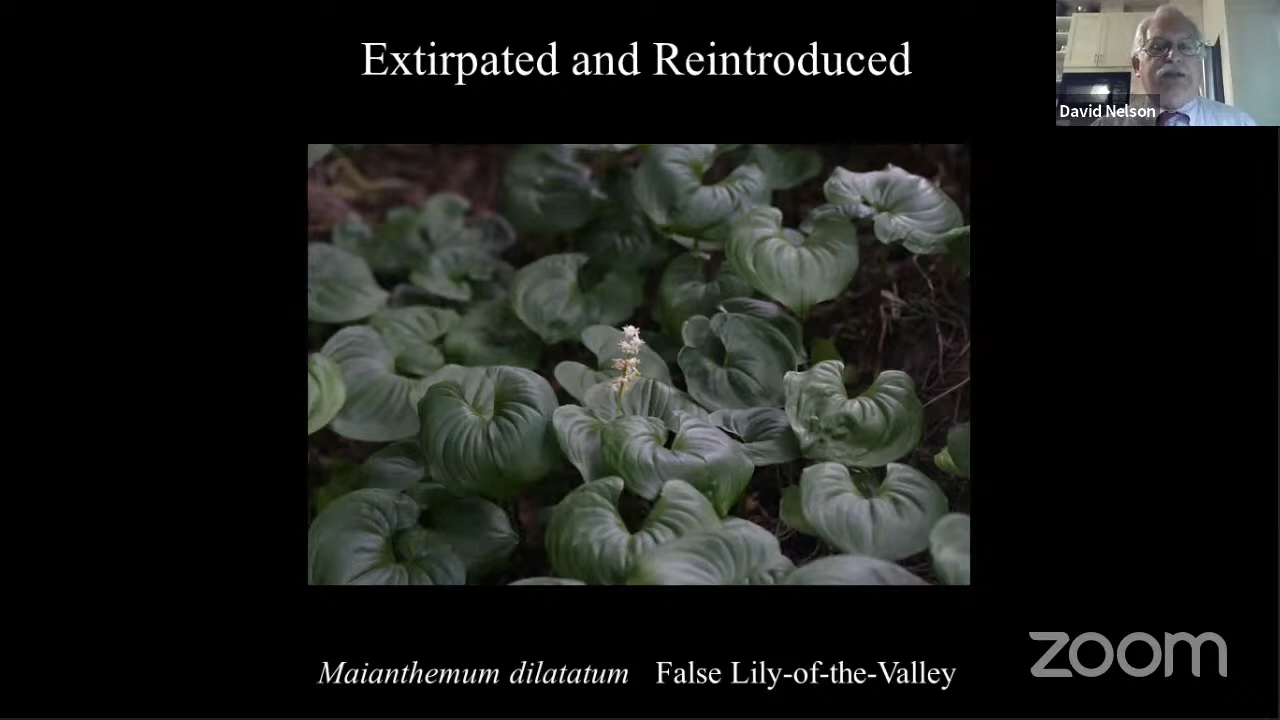 Extirpated and Reintroduced
David Nelson
Maianthemum dilatatum False Lily-of-the-Valley
zoom